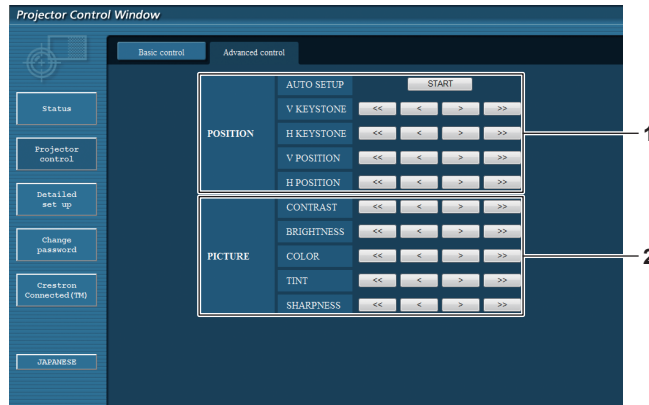 Projector Control Window
Basic control
Advanced control
Status
Projector
control
Detailed
set up
Change
password
Crestron
Connected(TM)
JAPANESE
POSITION
AUTO SETUP START
V KEYSTONE << < > >>
H KEYSTONE << < > >>
V POSITION << < > >>
H POSITION << < > >>
1
PICTURE
CONTRAST << < > >>
BRIGHTNESS << < > >>
COLOR << < > >>
TINT << < > >>
SHARPNESS << < > >>
2